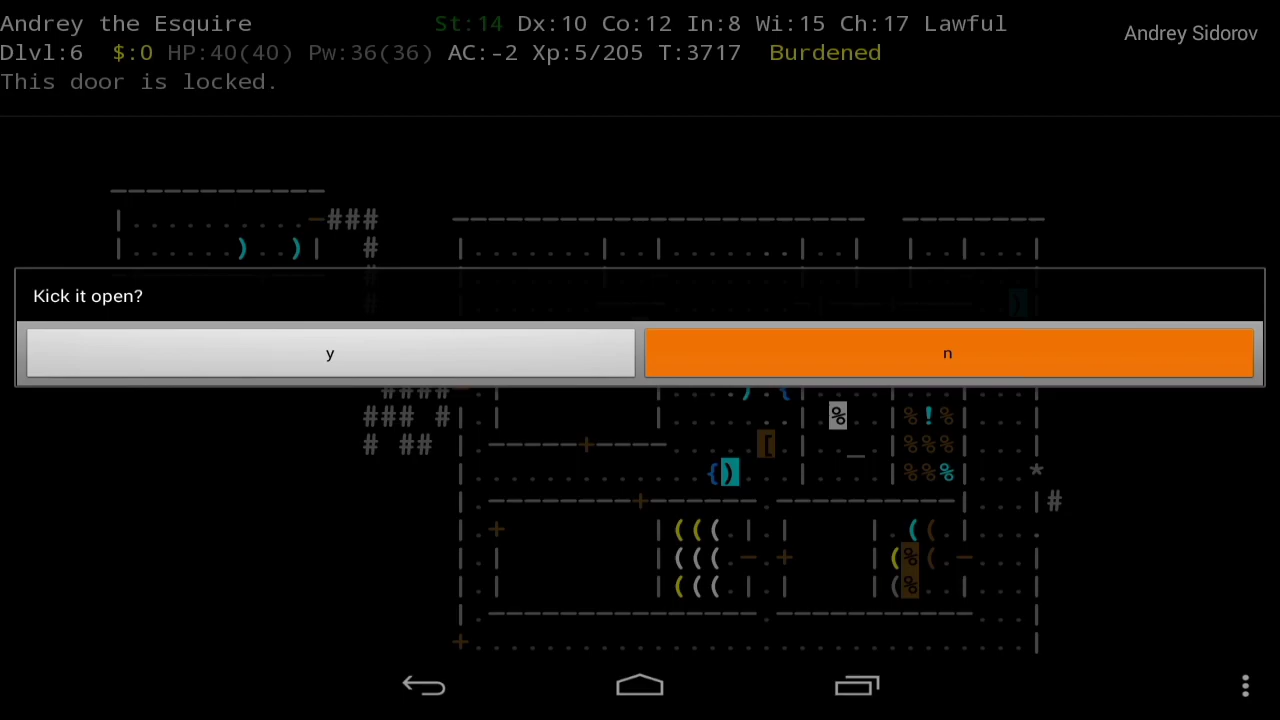 Andrey the Esquire St:14 Dx:10 Co:12 In:8 Wi:15 Ch:17 Lawful
Andrey Sidorov
Dlvl:6 $:0 HP:40(40) Pw:36(36) AC:-2 Xp:5/205 T:3717 Burdened
This door is locked.
Kick it open?
y n